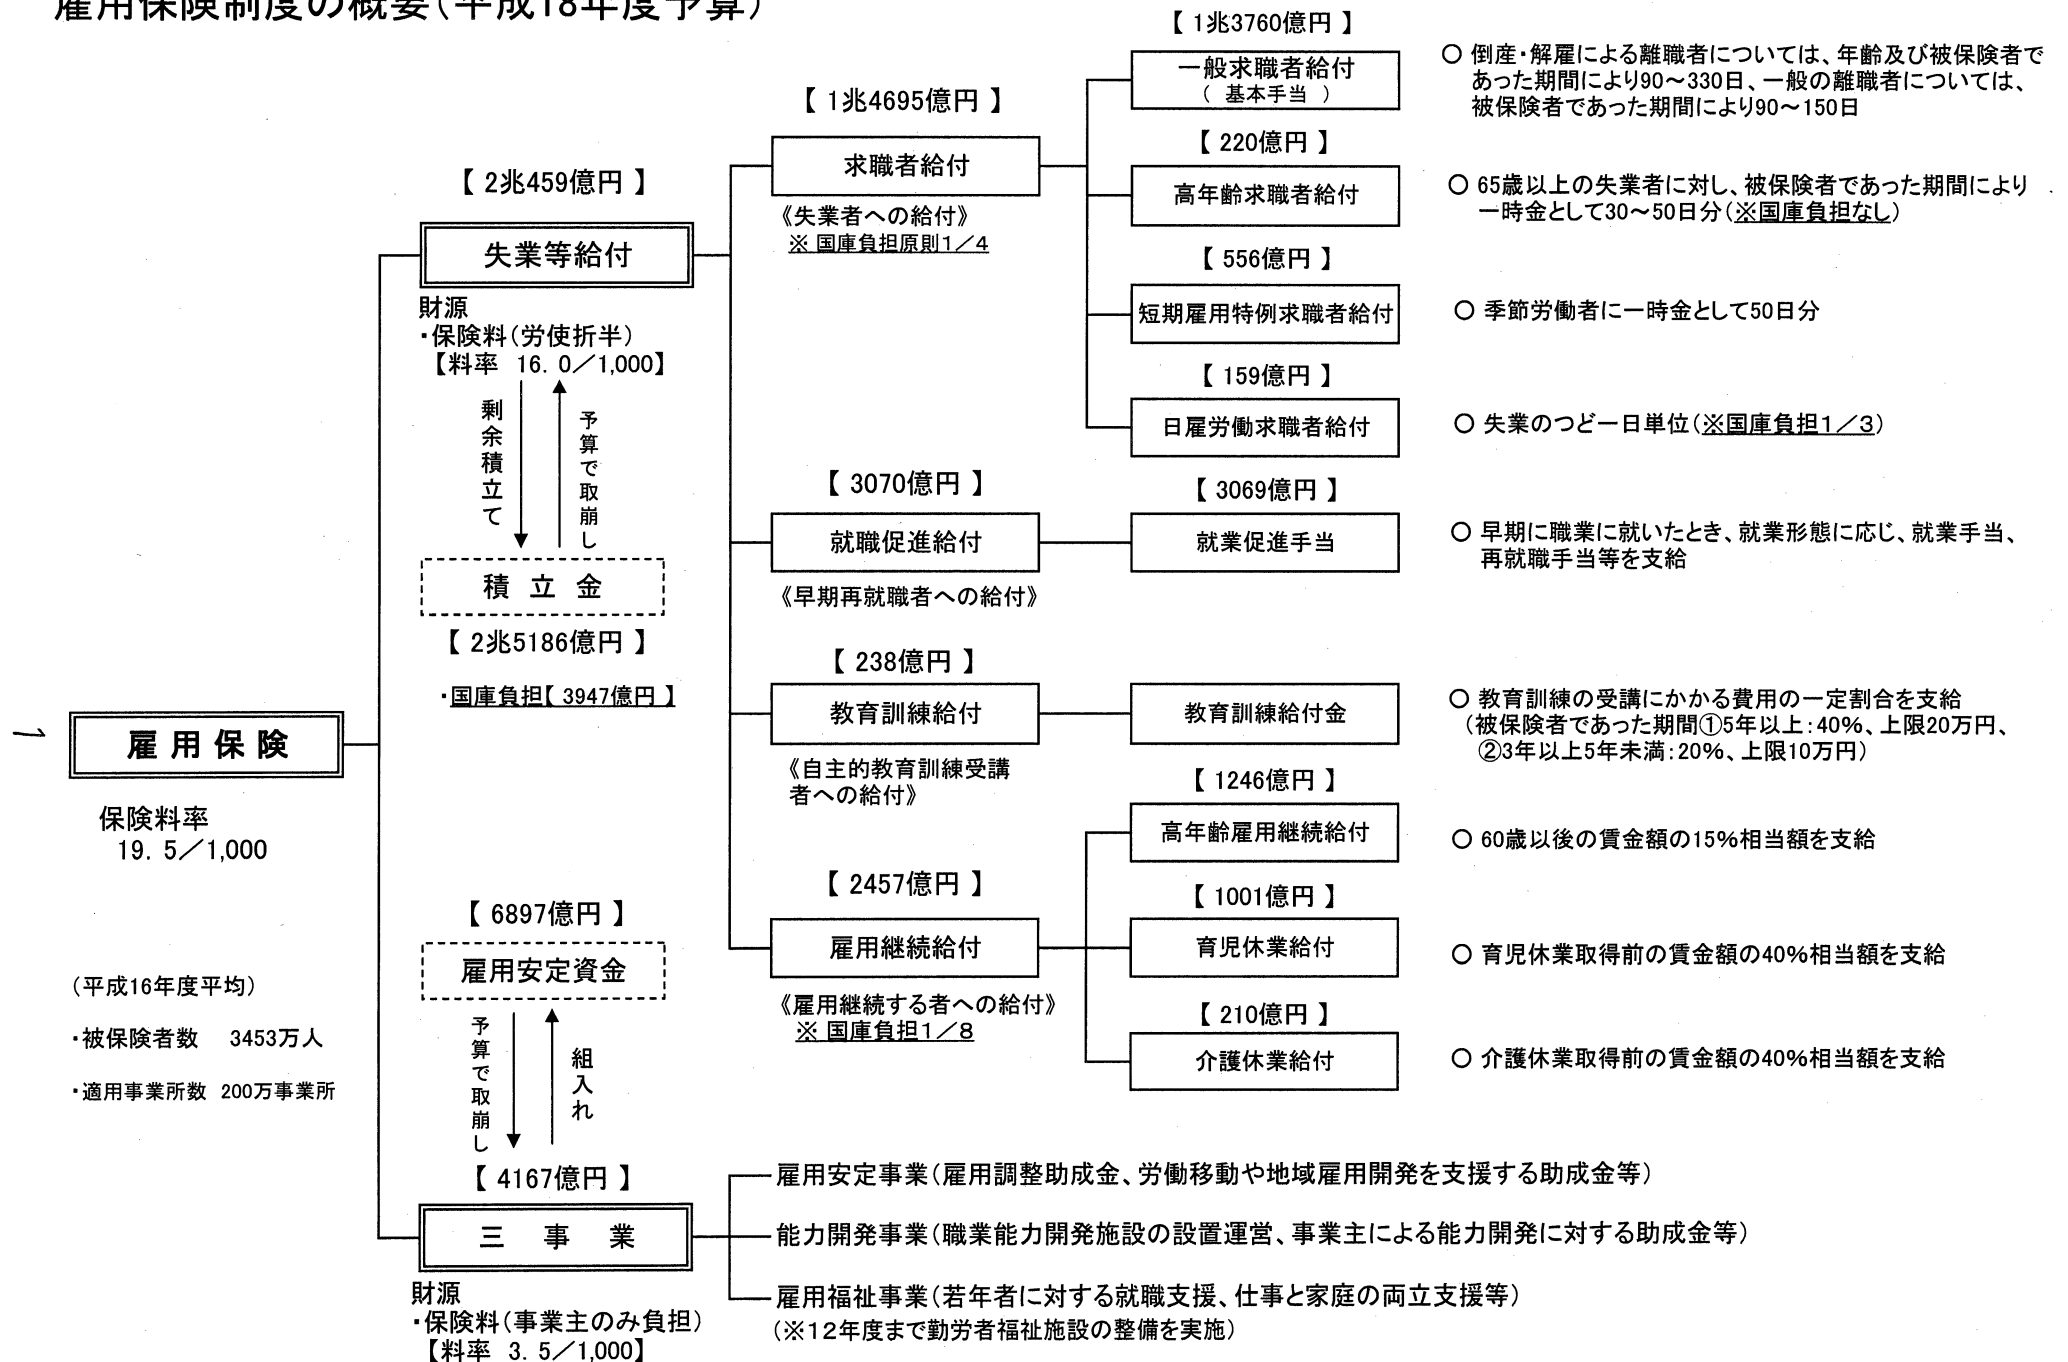 雇用保険制度の概要（平成18年度予算）
雇用保険
保険料率
19．5／1,000
（平成16年度平均）
・被保険者数　3453万人
・適用事業所数　200万事業所
1
【 2兆459億円 】
失業等給付
財源
・保険料（労使折半）
【料率　16．0／1,000】
剰余積立て
予算で取崩し
積 立 金
【 2兆5186億円 】
・国庫負担【 3947億円 】
【 6897億円 】
雇用安定資金
予算で取崩し
組入れ
【 4167億円 】
三　事　業
財源
・保険料（事業主のみ負担）
【料率　3．5／1,000】
【 1兆4695億円 】
求職者給付
《失業者への給付》
※ 国庫負担原則1／4
【 1兆3760億円 】
一般求職者給付
（ 基本手当 ）
○ 倒産・解雇による離職者については、年齢及び被保険者で
あった期間により90～330日、一般の離職者については、
被保険者であった期間により90～150日
【 220億円 】
高年齢求職者給付
○ 65歳以上の失業者に対し、被保険者であった期間により
一時金として30～50日分（※国庫負担なし）
【 556億円 】
短期雇用特例求職者給付
○ 季節労働者に一時金として50日分
【 159億円 】
日雇労働求職者給付
○ 失業のつど一日単位（※国庫負担1／3）
【 3070億円 】
就職促進給付
《早期再就職者への給付》
【 3069億円 】
就業促進手当
○ 早期に職業に就いたとき、就業形態に応じ、就業手当、
再就職手当等を支給
【 238億円 】
教育訓練給付
《自主的教育訓練受講
者への給付》
教育訓練給付金
○ 教育訓練の受講にかかる費用の一定割合を支給
（被保険者であった期間①5年以上：40%、上限20万円、
②3年以上5年未満：20%、上限10万円）
【 2457億円 】
雇用継続給付
《雇用継続する者への給付》
※ 国庫負担1／8
【 1246億円 】
高年齢雇用継続給付
○ 60歳以後の賃金額の15%相当額を支給
【 1001億円 】
育児休業給付
○ 育児休業取得前の賃金額の40%相当額を支給
【 210億円 】
介護休業給付
○ 介護休業取得前の賃金額の40%相当額を支給
雇用安定事業（雇用調整助成金、労働移動や地域雇用開発を支援する助成金等）
能力開発事業（職業能力開発施設の設置運営、事業主による能力開発に対する助成金等）
雇用福祉事業（若年者に対する就職支援、仕事と家庭の両立支援等）
（※12年度まで勤労者福祉施設の整備を実施）